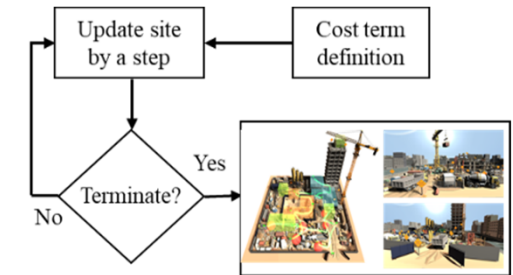 Update site
by a step
Cost term
definition
Terminate?
Yes
No